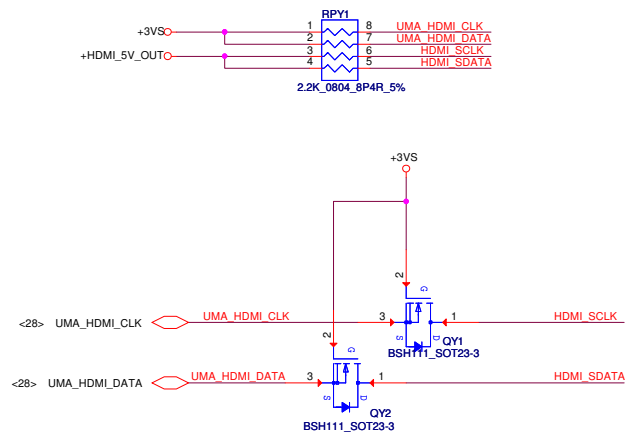 RPY1
+3VS 1 8 UMA_HDMI_CLK
2 7 UMA_HDMI_DATA
+HDMI_5V_OUT 3 6 HDMI_SCLK
4 5 HDMI_SDATA
2.2K_0804_8P4R_5%
+3VS
2
G
<28> UMA_HDMI_CLK UMA_HDMI_CLK 3 1 HDMI_SCLK
S D QY1
BSH111_SOT23-3
2
G
<28> UMA_HDMI_DATA UMA_HDMI_DATA 3 1 HDMI_SDATA
S D QY2
BSH111_SOT23-3